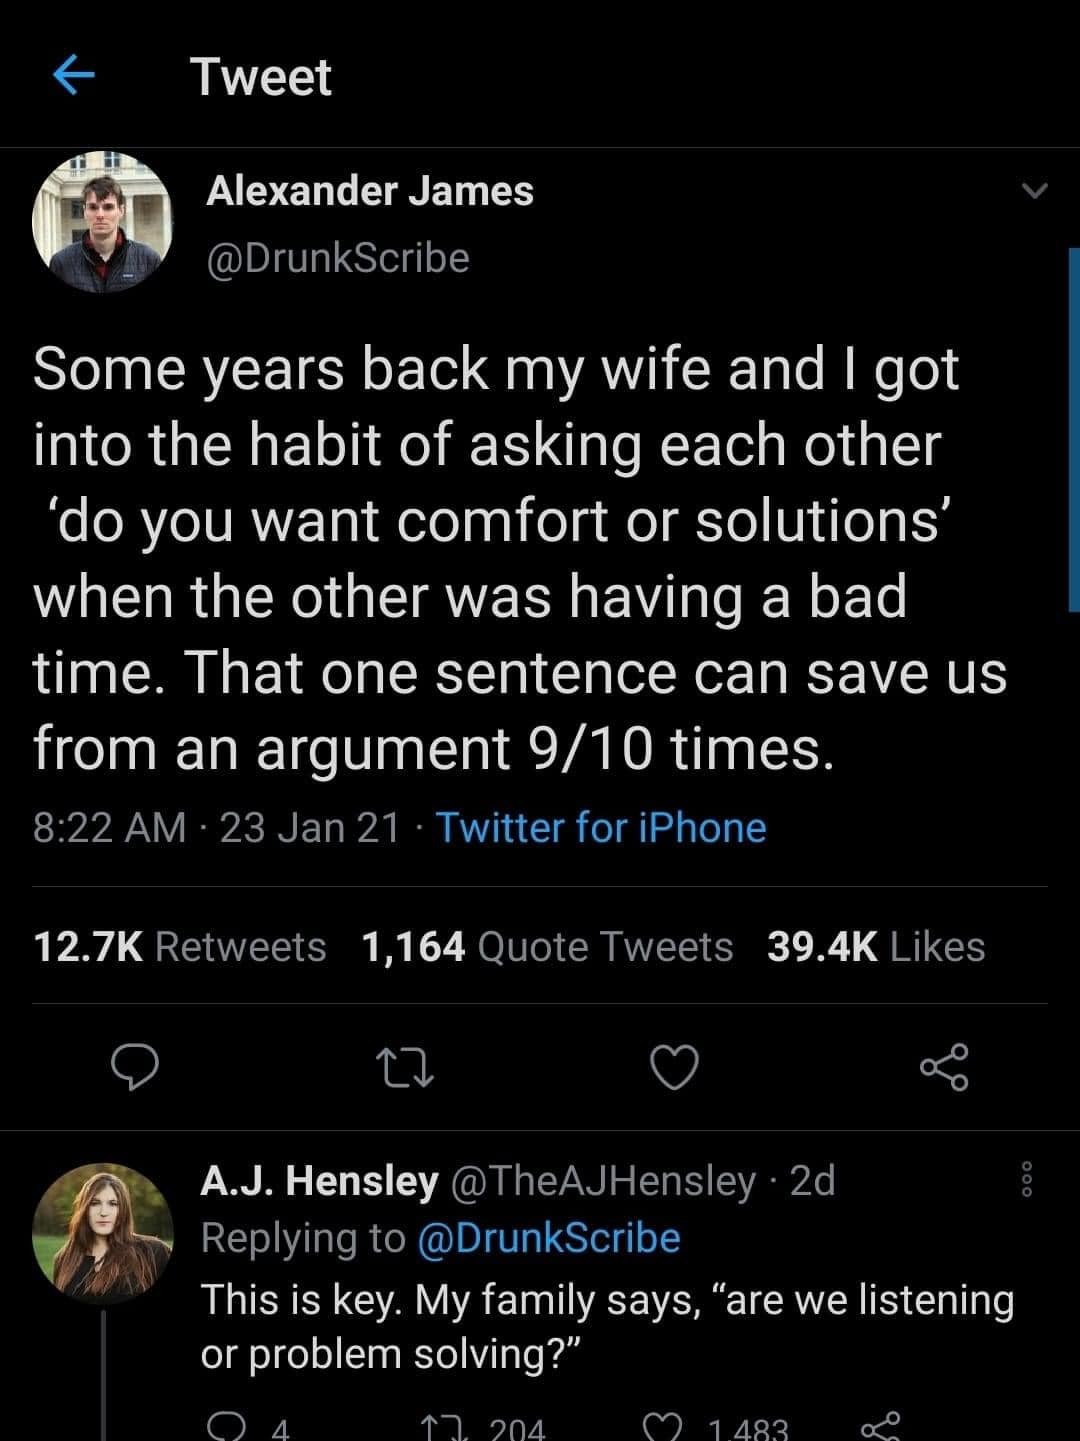 Tweet
Alexander James
@DrunkScribe
Some years back my wife and I got
into the habit of asking each other
‘do you want comfort or solutions’
when the other was having a bad
time. That one sentence can save us
from an argument 9/10 times.
8:22 AM · 23 Jan 21 · Twitter for iPhone
12.7K Retweets 1,164 Quote Tweets 39.4K Likes
A.J. Hensley @TheAJHensley · 2d
Replying to @DrunkScribe
This is key. My family says, “are we listening
or problem solving?”
4 204 1,483